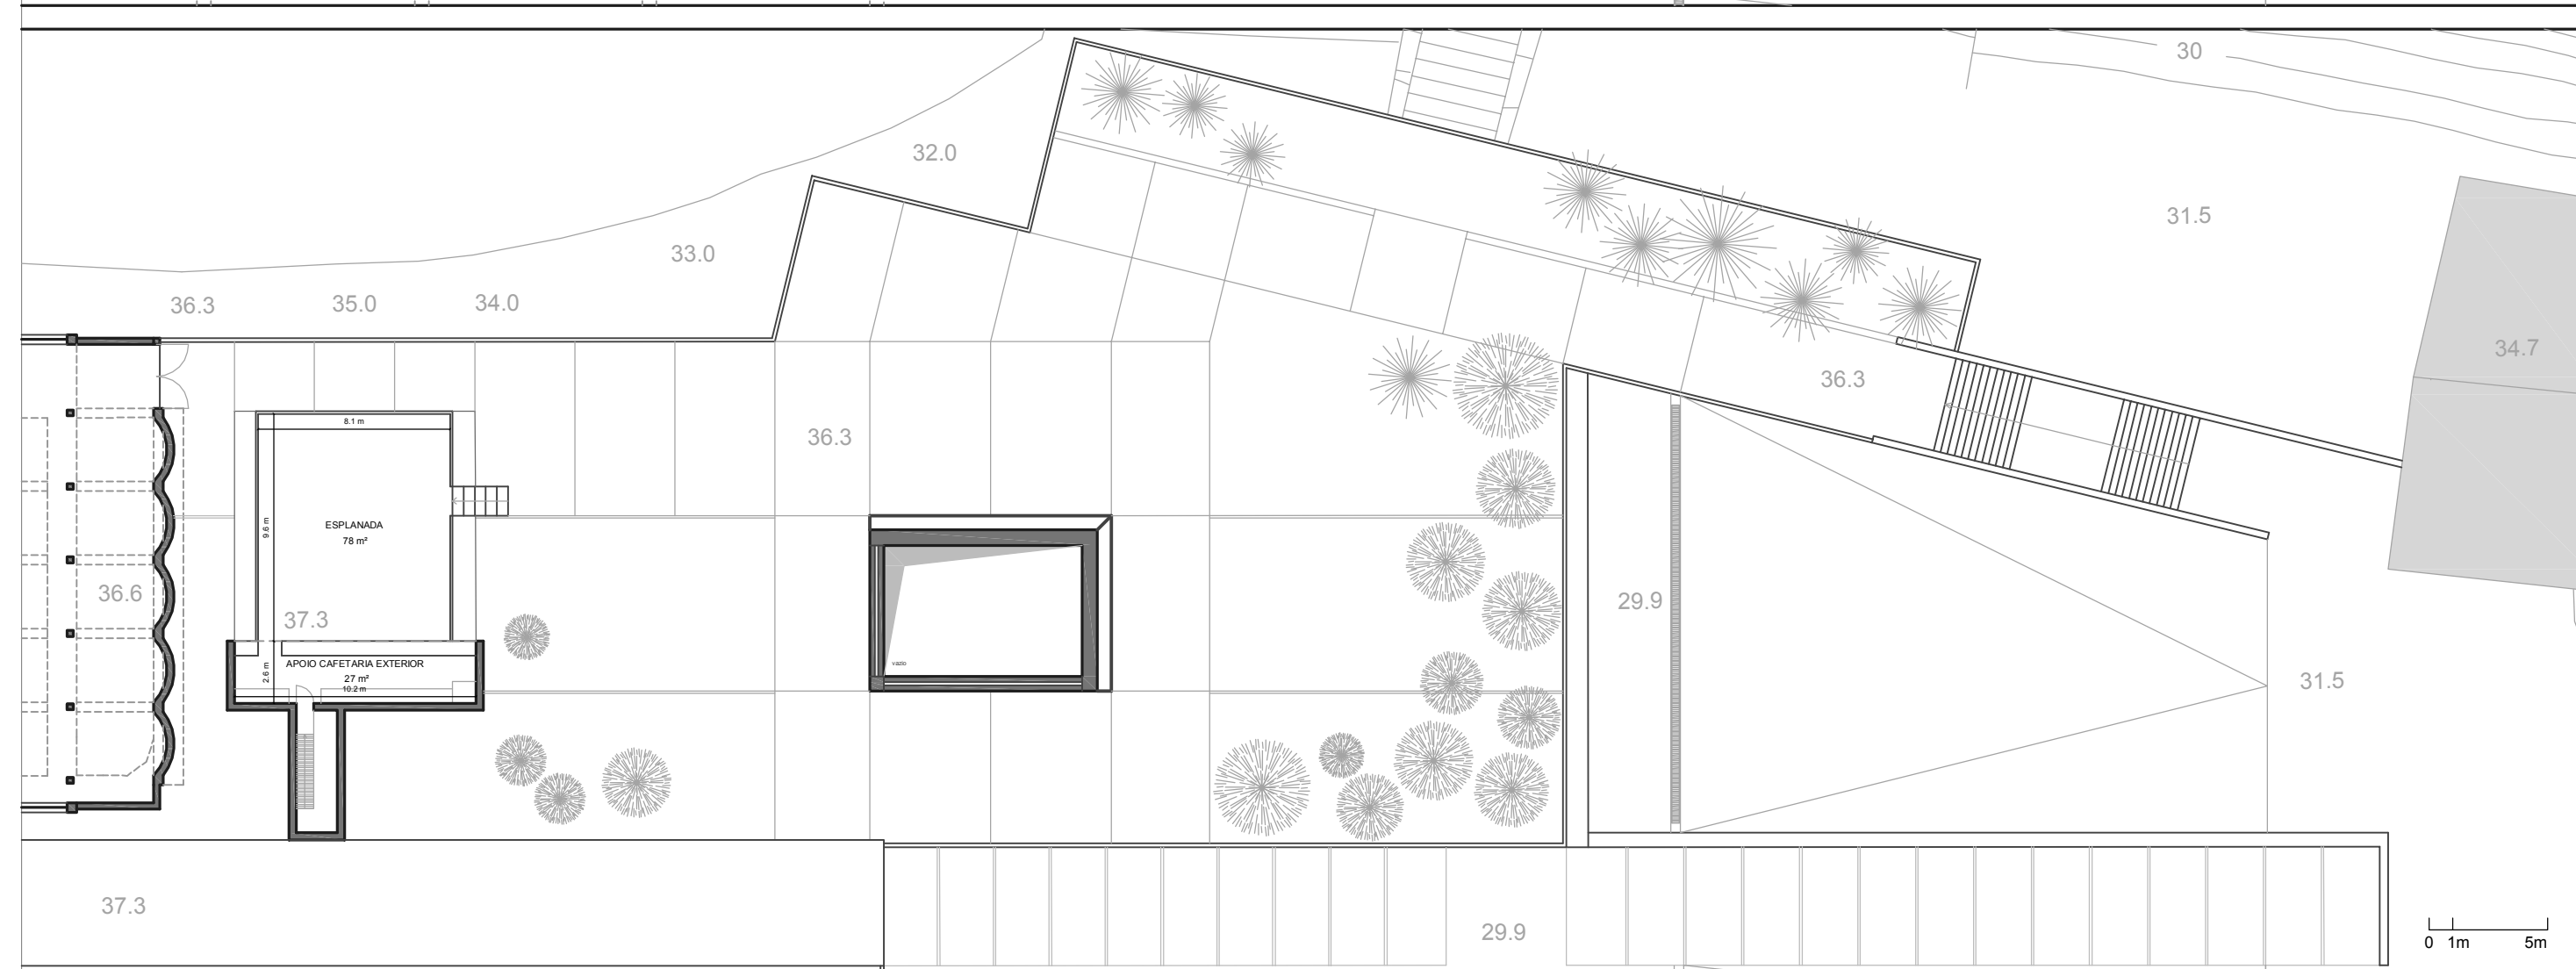 30
32.0
31.5
33.0
36.3
35.0
34.0
34.7
36.3
8.1 m
36.3
9.6 m
ESPLANADA
78 m²
36.6
29.9
37.3
2.6 m
APOIO CAFETARIA EXTERIOR
27 m²
10.2 m
vazio
31.5
37.3
29.9
0 1m 5m